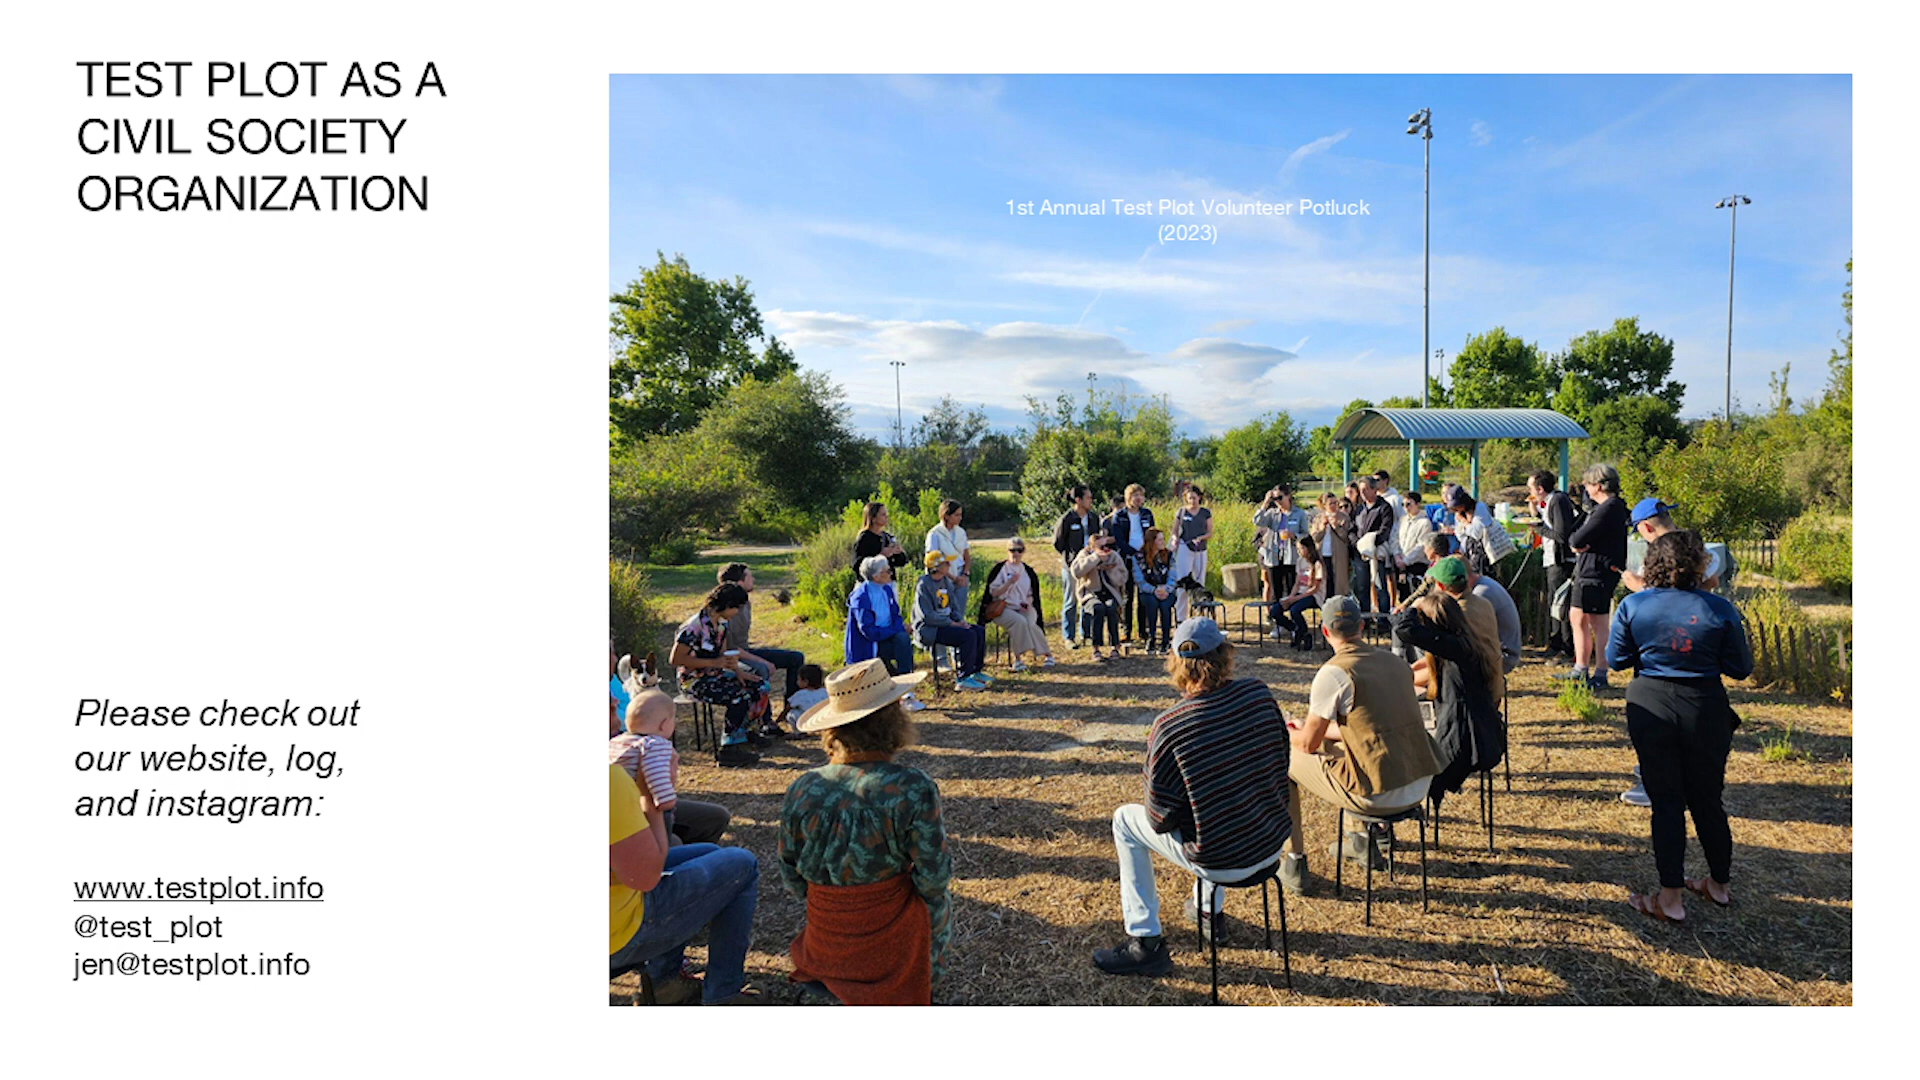 TEST PLOT AS A
CIVIL SOCIETY
ORGANIZATION
1st Annual Test Plot Volunteer Potluck
(2023)
Please check out
our website, log,
and instagram:
www.testplot.info
@test_plot
jen@testplot.info